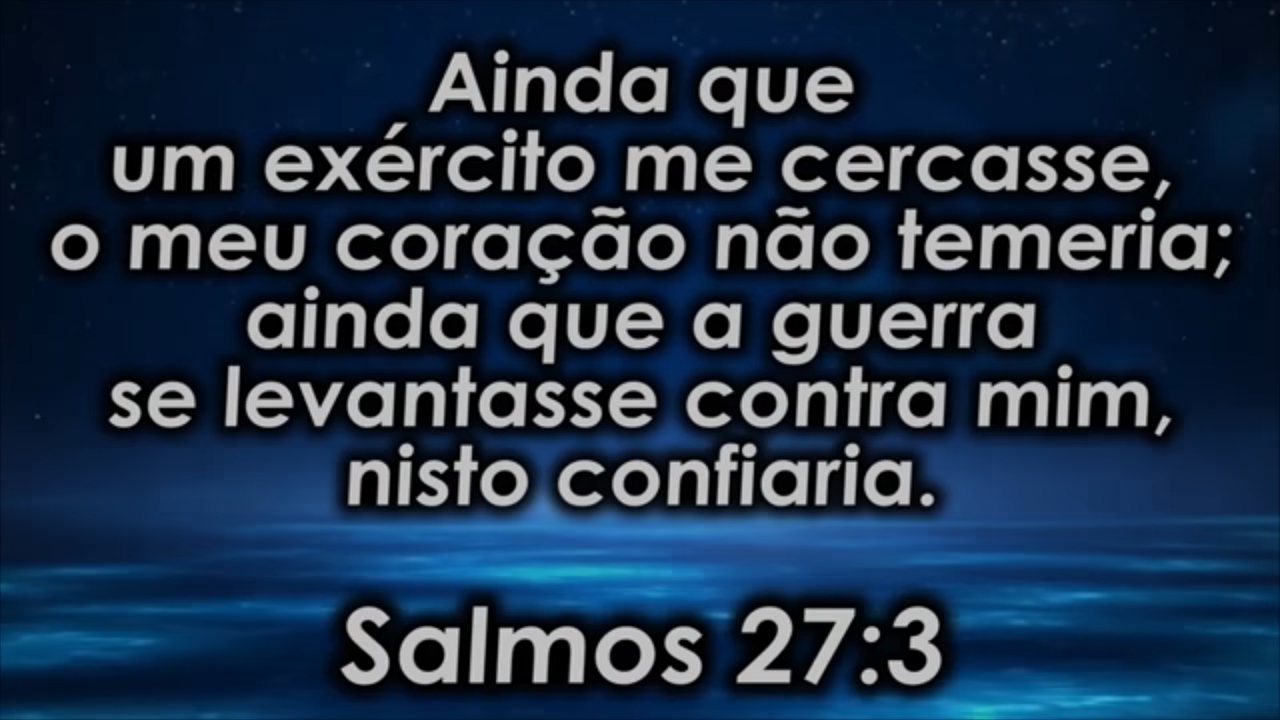 Ainda que
um exército me cercasse,
o meu coração não temeria;
ainda que a guerra
se levantasse contra mim,
nisto confiaria.
Salmos 27:3